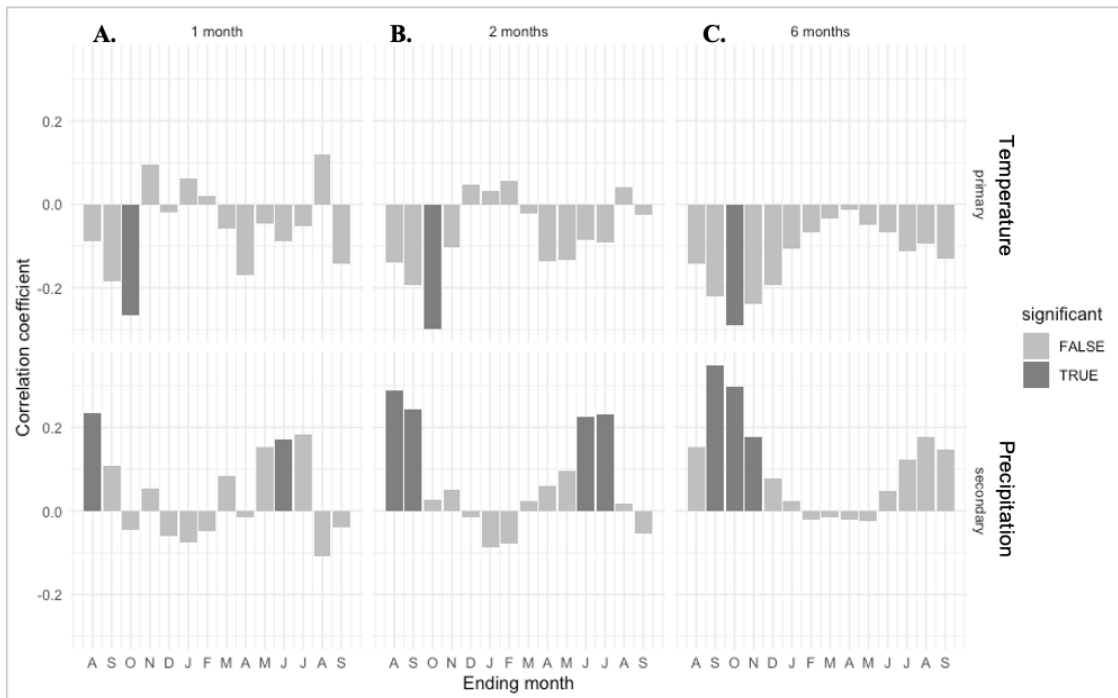 A. 1 month B. 2 months C. 6 months
0.2
0.0
-0.2
Temperature
primary
Correlation coefficient
significant
FALSE
TRUE
0.2
0.0
-0.2
Precipitation
secondary
A S O N D J F M A M J J A S A S O N D J F M A M J J A S A S O N D J F M A M J J A S
Ending month